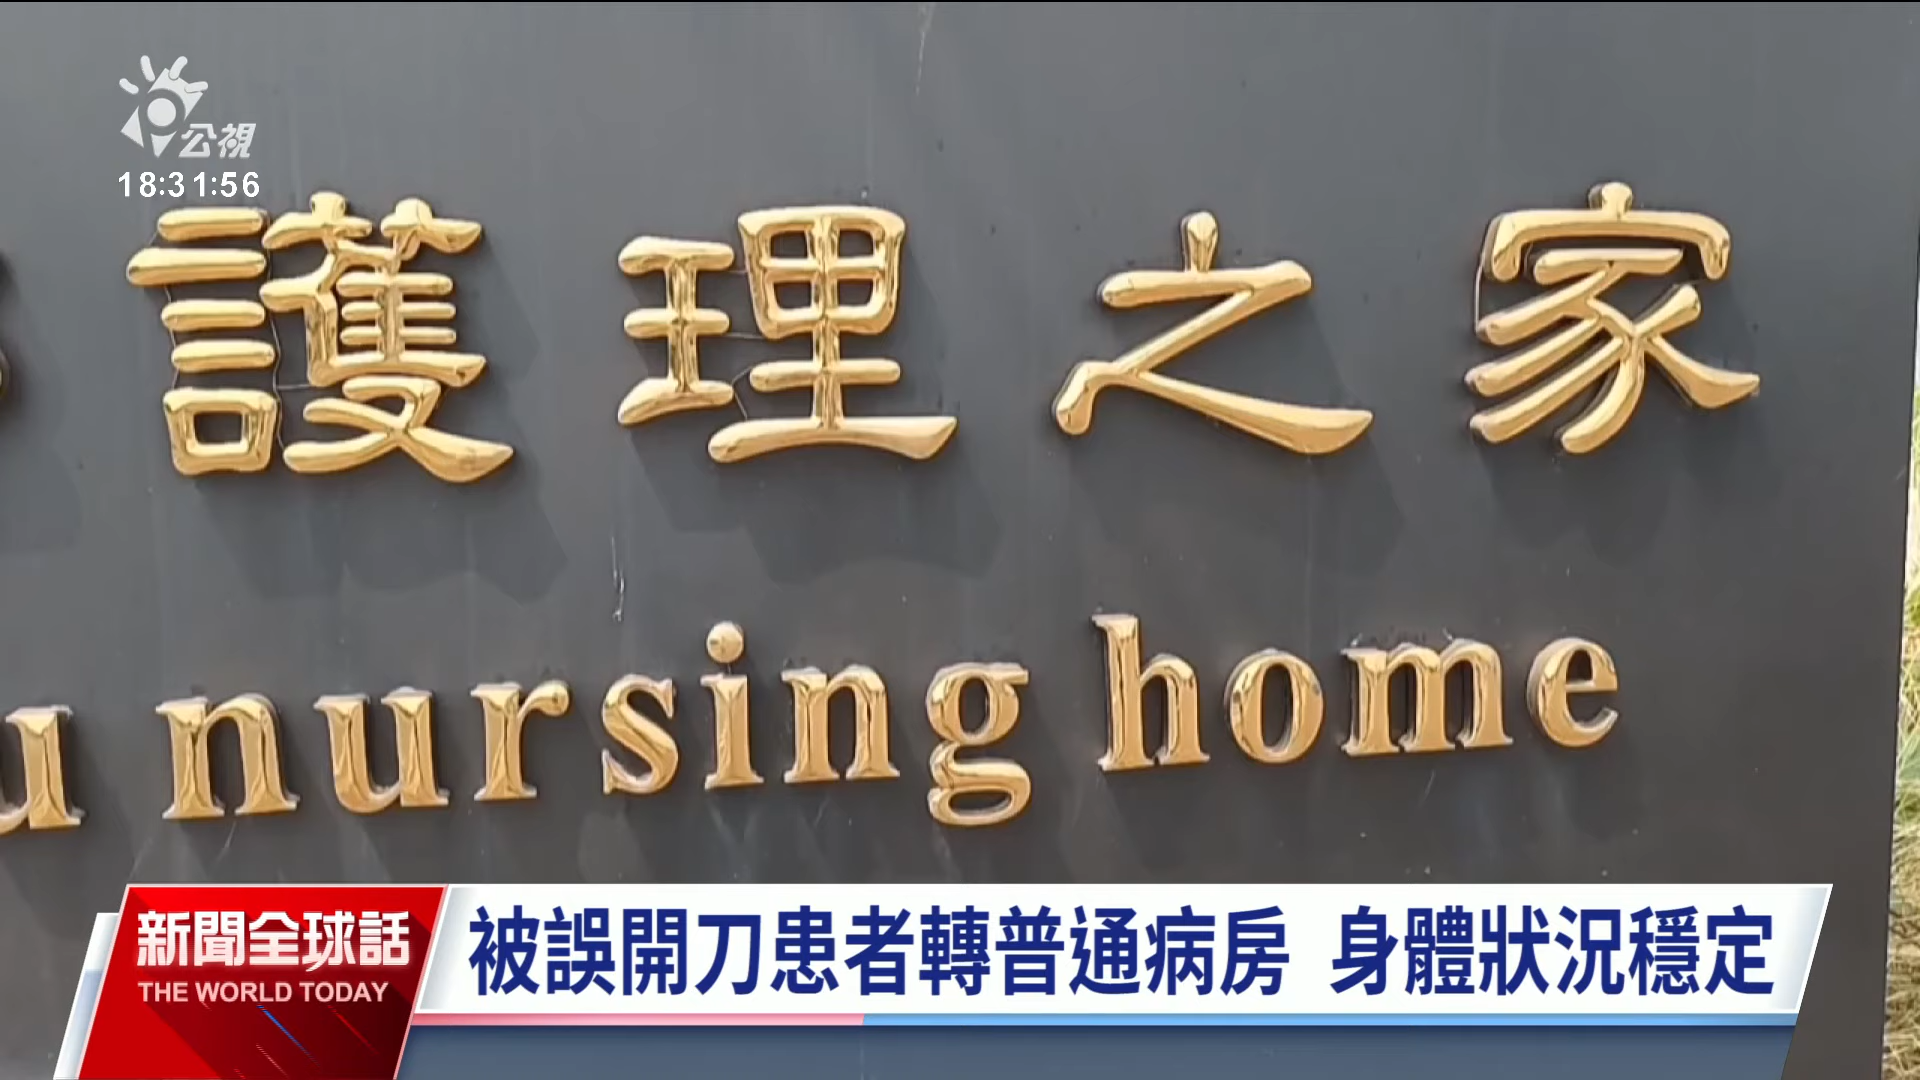 公視
18:31:56
護理之家
u nursing home
新聞全球話
THE WORLD TODAY
被誤開刀患者轉普通病房 身體狀況穩定